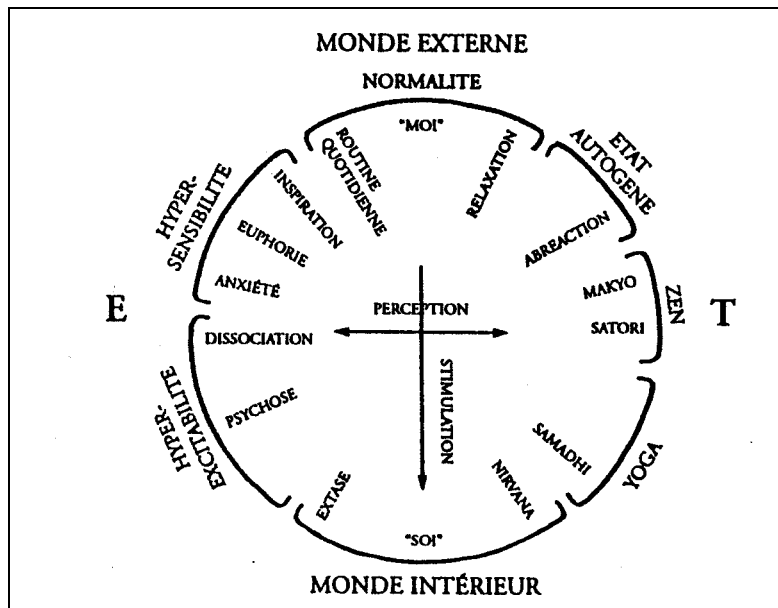 MONDE EXTERNE
NORMALITE
"MOI"
ROUTINE
QUOTIDIENNE
RELAXATION
ETAT
AUTOGENE
HYPER-
SENSIBILITE
INSPIRATION
EUPHORIE
ANXIÉTÉ
ABREACTION
MAKYO
ZEN
SATORI
E
T
PERCEPTION
STIMULATION
DISSOCIATION
PSYCHOSE
HYPER-
EXCITABILITE
EXTASE
SAMADHI
NIRVANA
YOGA
"SOI"
MONDE INTÉRIEUR